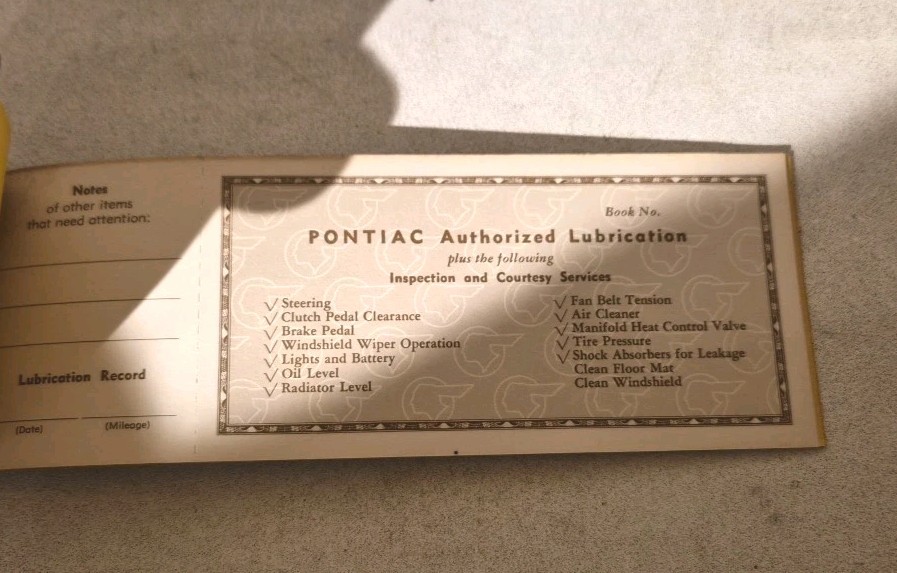 Notes
of other items
that need attention:
Lubrication Record
(Date) (Mileage)
Book No.
PONTIAC Authorized Lubrication
plus the following
Inspection and Courtesy Services
✓ Steering
✓ Clutch Pedal Clearance
✓ Brake Pedal
✓ Windshield Wiper Operation
✓ Lights and Battery
✓ Oil Level
✓ Radiator Level
✓ Fan Belt Tension
✓ Air Cleaner
✓ Manifold Heat Control Valve
✓ Tire Pressure
✓ Shock Absorbers for Leakage
Clean Floor Mat
Clean Windshield